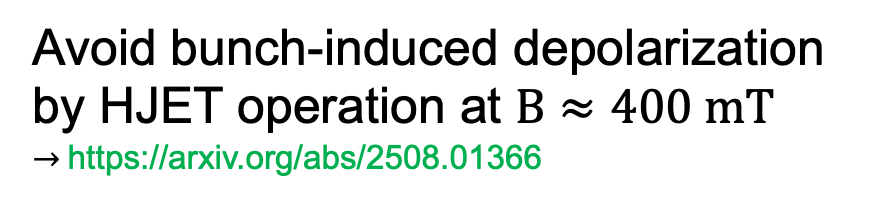 Avoid bunch-induced depolarization
by HJET operation at B ≈ 400 mT
→ https://arxiv.org/abs/2508.01366